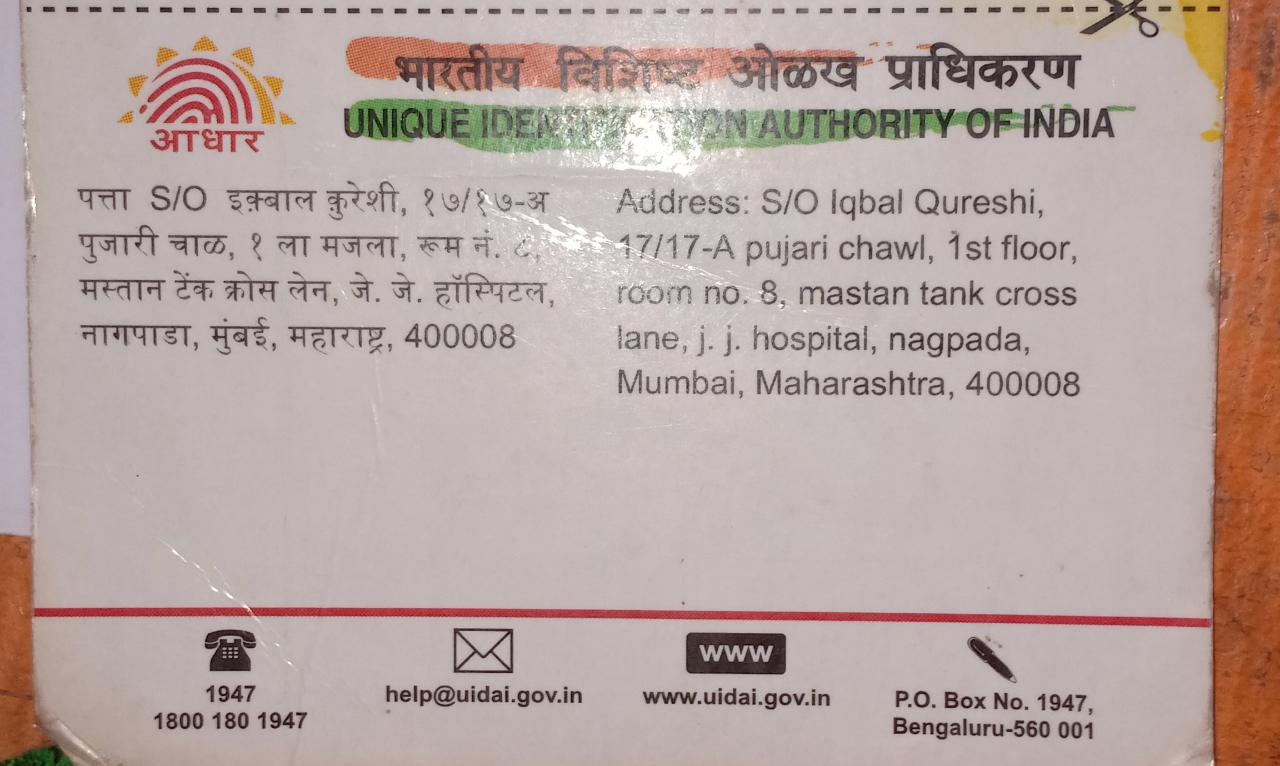 भारतीय विशिष्ट ओळख प्राधिकरण
UNIQUE IDENTIFICATION AUTHORITY OF INDIA
आधार
पत्ता S/O इक़्बाल कुरेशी, १७/१७-अ
पुजारी चाळ, १ ला मजला, रूम नं. ८,
मस्तान टेंक क्रोस लेन, जे. जे. हॉस्पिटल,
नागपाडा, मुंबई, महाराष्ट्र, 400008
Address: S/O Iqbal Qureshi,
17/17-A pujari chawl, 1st floor,
room no. 8, mastan tank cross
lane, j. j. hospital, nagpada,
Mumbai, Maharashtra, 400008
1947
1800 180 1947
help@uidai.gov.in
www
www.uidai.gov.in
P.O. Box No. 1947,
Bengaluru-560 001